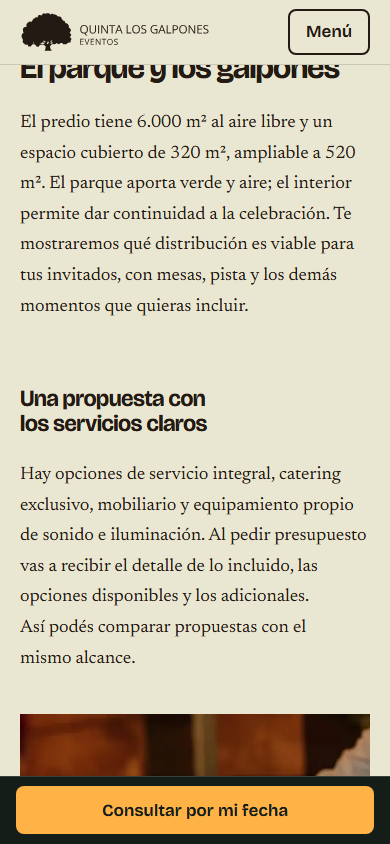 QUINTA LOS GALPONES
EVENTOS
Menú
El parque y los galpones
El predio tiene 6.000 m² al aire libre y un
espacio cubierto de 320 m², ampliable a 520
m². El parque aporta verde y aire; el interior
permite dar continuidad a la celebración. Te
mostraremos qué distribución es viable para
tus invitados, con mesas, pista y los demás
momentos que quieras incluir.
Una propuesta con
los servicios claros
Hay opciones de servicio integral, catering
exclusivo, mobiliario y equipamiento propio
de sonido e iluminación. Al pedir presupuesto
vas a recibir el detalle de lo incluido, las
opciones disponibles y los adicionales.
Así podés comparar propuestas con el
mismo alcance.
Consultar por mi fecha